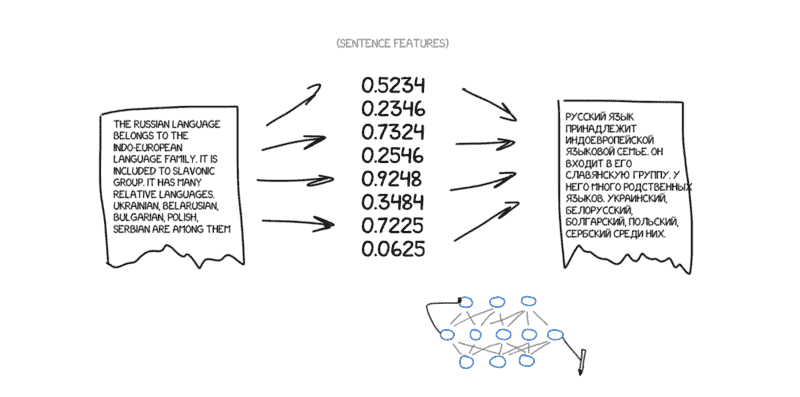 (SENTENCE FEATURES)
THE RUSSIAN LANGUAGE
BELONGS TO THE
INDO-EUROPEAN
LANGUAGE FAMILY. IT IS
INCLUDED TO SLAVONIC
GROUP. IT HAS MANY
RELATIVE LANGUAGES.
UKRAINIAN, BELARUSIAN,
BULGARIAN, POLISH,
SERBIAN ARE AMONG THEM
0.5234
0.2346
0.7324
0.2546
0.9248
0.3484
0.7225
0.0625
РУССКИЙ ЯЗЫК
ПРИНАДЛЕЖИТ
ИНДОЕВРОПЕЙСКОЙ
ЯЗЫКОВОЙ СЕМЬЕ. ОН
ВХОДИТ В ЕГО
СЛАВЯНСКУЮ ГРУППУ. У
НЕГО МНОГО РОДСТВЕННЫХ
ЯЗЫКОВ. УКРАИНСКИЙ,
БЕЛОРУССКИЙ,
БОЛГАРСКИЙ, ПОЛЬСКИЙ,
СЕРБСКИЙ СРЕДИ НИХ.